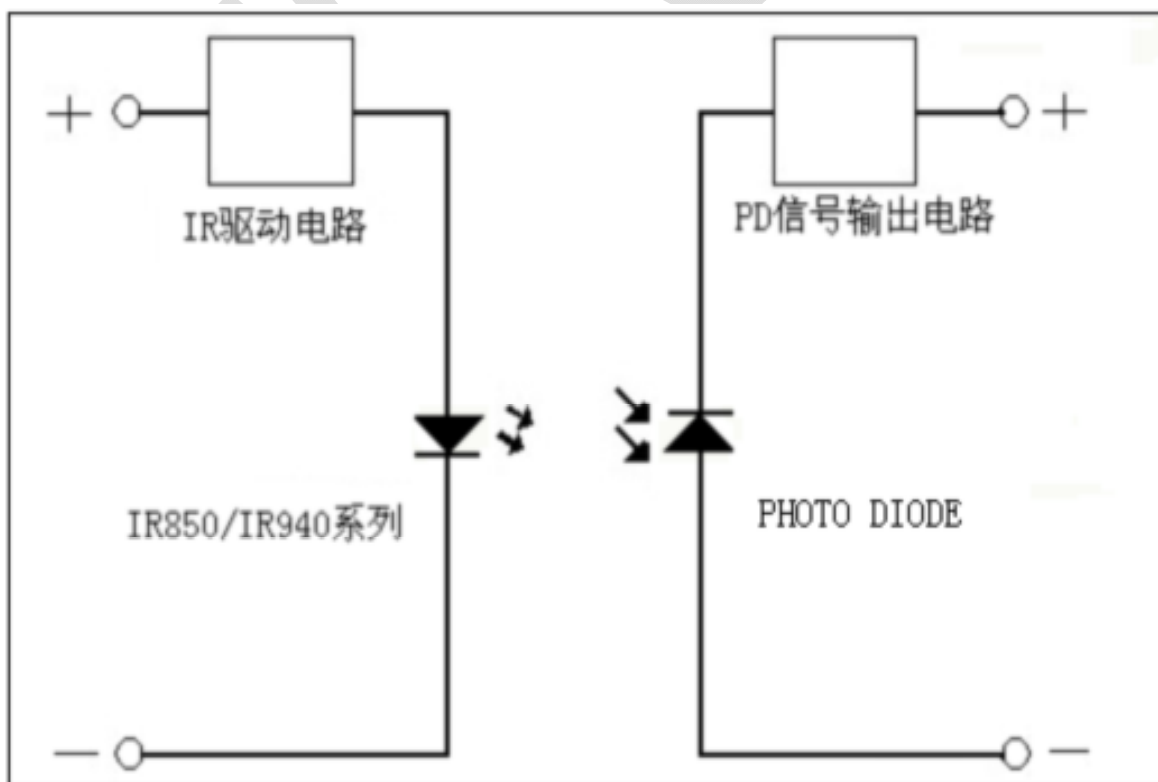 +
+
IR驱动电路
PD信号输出电路
IR850/IR940系列
PHOTO DIODE
—
—